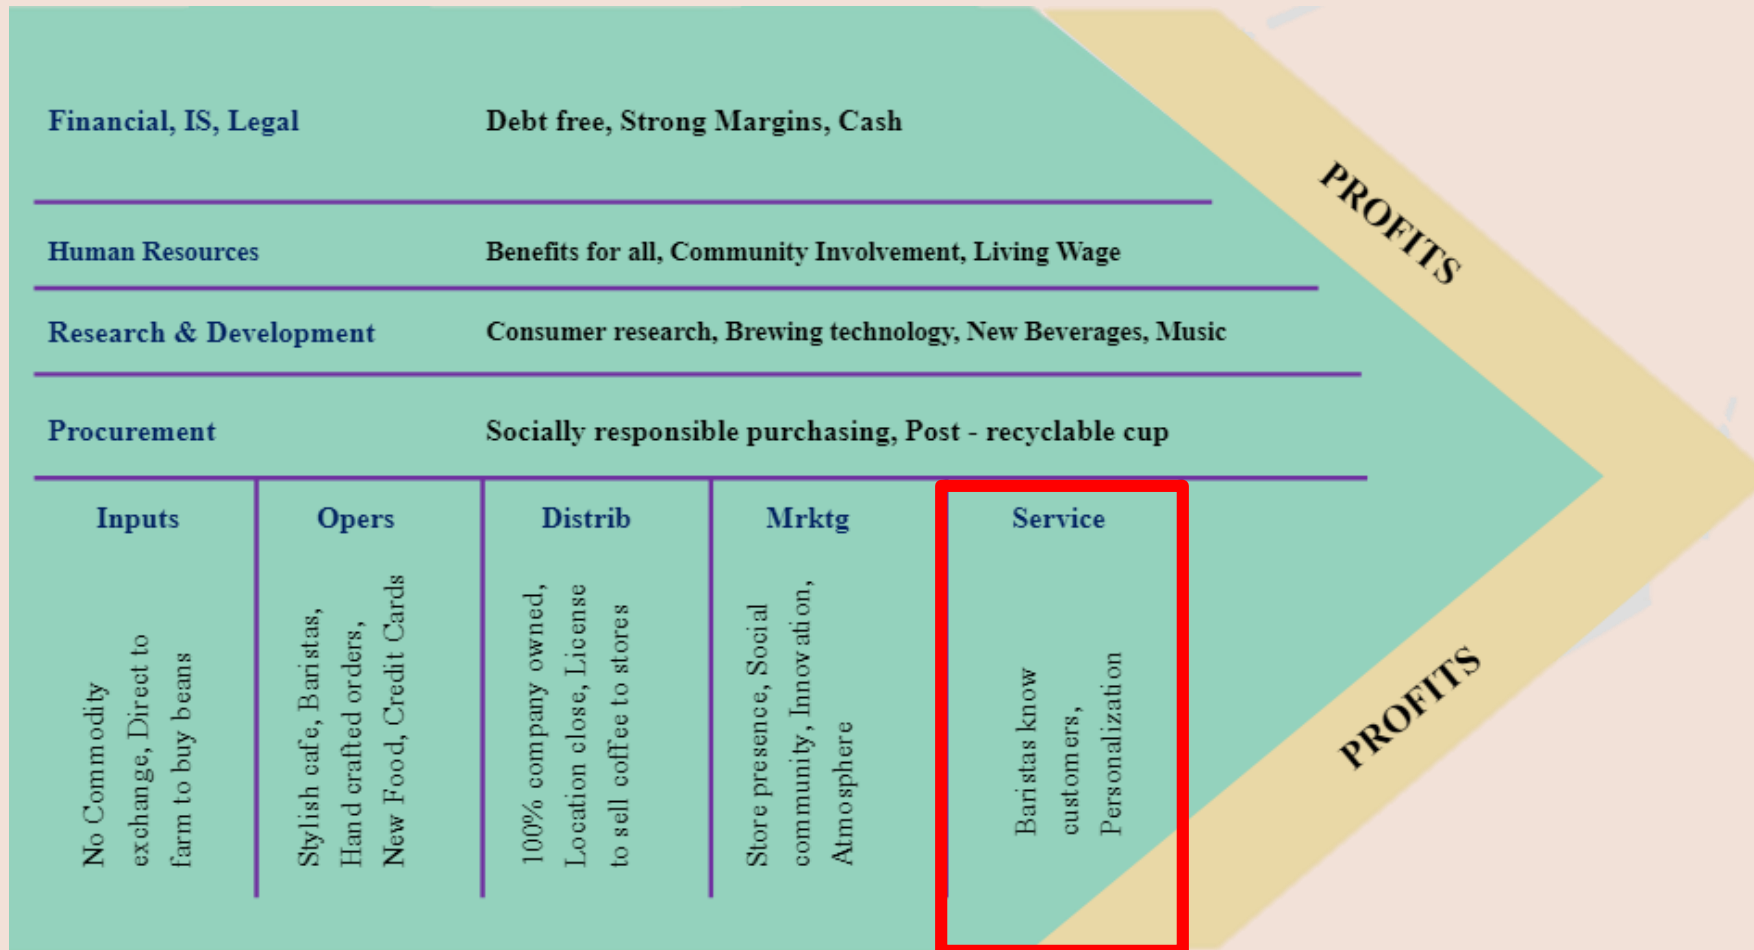 Financial, IS, Legal
Debt free, Strong Margins, Cash
Human Resources
Benefits for all, Community Involvement, Living Wage
Research & Development
Consumer research, Brewing technology, New Beverages, Music
Procurement
Socially responsible purchasing, Post - recyclable cup
Inputs
No Commodity
exchange, Direct to
farm to buy beans
Opers
Stylish cafe, Baristas,
Hand crafted orders,
New Food, Credit Cards
Distrib
100% company owned,
Location close, License
to sell coffee to stores
Mrktg
Store presence, Social
community, Innovation,
Atmosphere
Service
Baristas know
customers,
Personalization
PROFITS
PROFITS